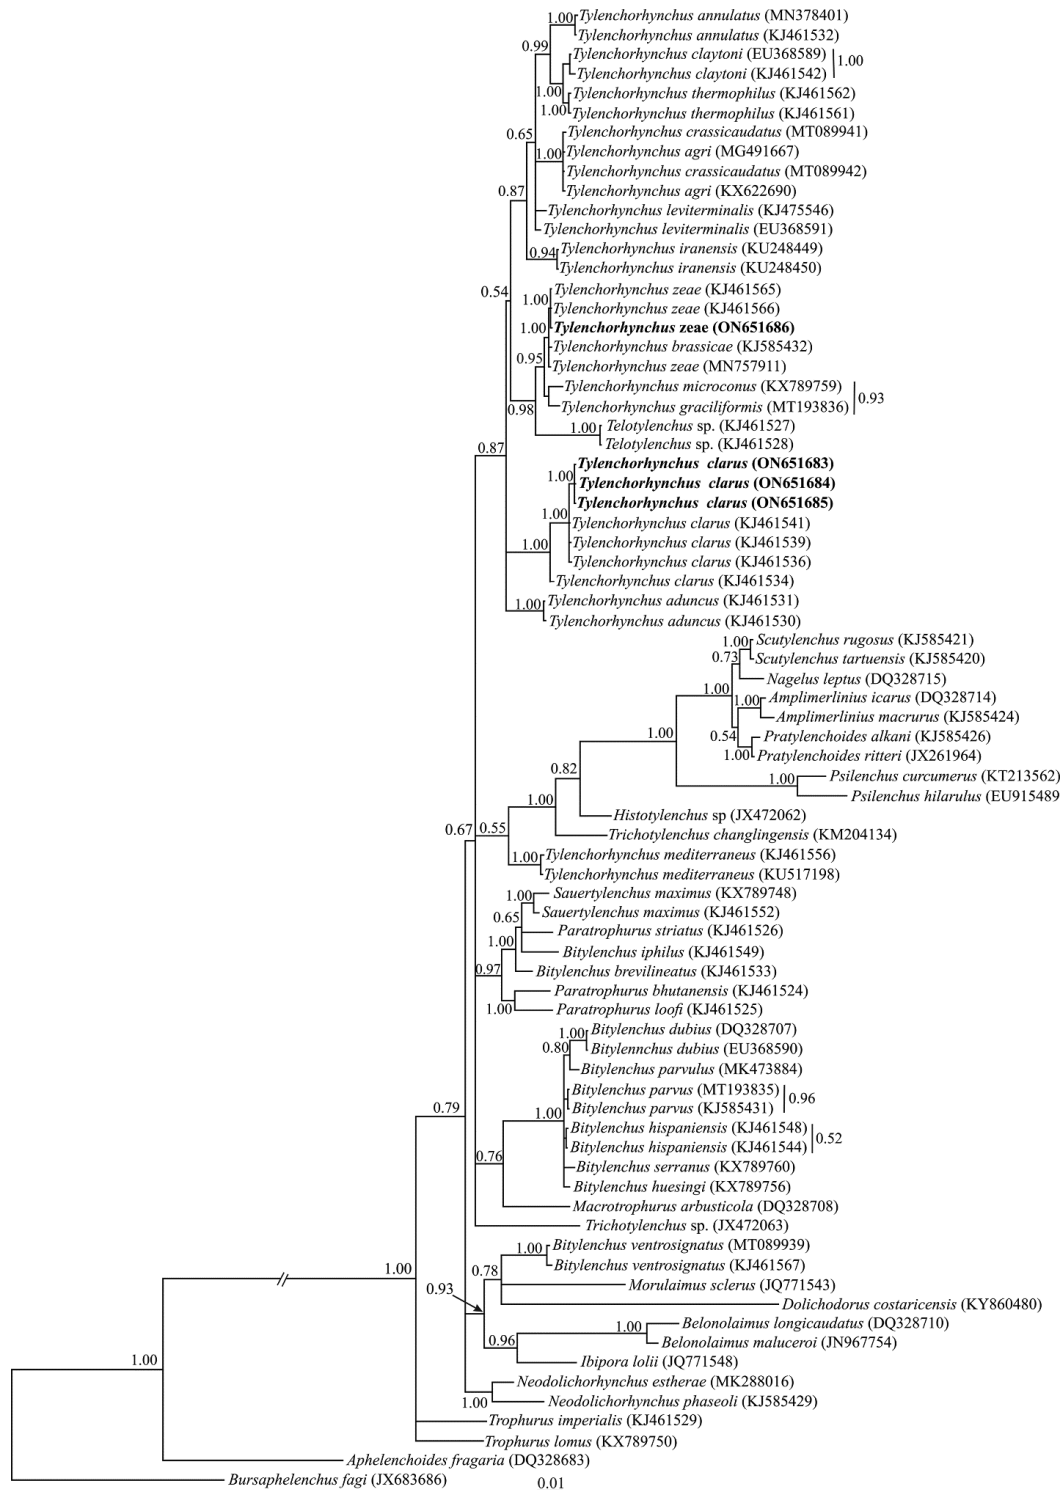 1.00
Tylenchorhynchus annulatus (MN378401)
Tylenchorhynchus annulatus (KJ461532)
0.99
Tylenchorhynchus claytoni (EU368589)
1.00
Tylenchorhynchus claytoni (KJ461542)
1.00
Tylenchorhynchus thermophilus (KJ461562)
1.00
Tylenchorhynchus thermophilus (KJ461561)
0.65
Tylenchorhynchus crassicaudatus (MT089941)
1.00
Tylenchorhynchus agri (MG491667)
Tylenchorhynchus crassicaudatus (MT089942)
0.87
Tylenchorhynchus agri (KX622690)
Tylenchorhynchus leviterminalis (KJ475546)
Tylenchorhynchus leviterminalis (EU368591)
0.94
Tylenchorhynchus iranensis (KU248449)
Tylenchorhynchus iranensis (KU248450)
0.54
1.00
Tylenchorhynchus zeae (KJ461565)
Tylenchorhynchus zeae (KJ461566)
1.00
Tylenchorhynchus zeae (ON651686)
Tylenchorhynchus brassicae (KJ585432)
0.95
Tylenchorhynchus zeae (MN757911)
Tylenchorhynchus microconus (KX789759)
0.93
0.98
Tylenchorhynchus graciliformis (MT193836)
1.00
Telotylenchus sp. (KJ461527)
Telotylenchus sp. (KJ461528)
0.87
Tylenchorhynchus clarus (ON651683)
1.00
Tylenchorhynchus clarus (ON651684)
Tylenchorhynchus clarus (ON651685)
1.00
Tylenchorhynchus clarus (KJ461541)
1.00
Tylenchorhynchus clarus (KJ461539)
Tylenchorhynchus clarus (KJ461536)
Tylenchorhynchus clarus (KJ461534)
1.00
Tylenchorhynchus aduncus (KJ461531)
Tylenchorhynchus aduncus (KJ461530)
1.00
Scutylenchus rugosus (KJ585421)
0.73
Scutylenchus tartuensis (KJ585420)
Nagelus leptus (DQ328715)
1.00
1.00
Amplimerlinius icarus (DQ328714)
Amplimerlinius macrurus (KJ585424)
1.00
0.54
Pratylenchoides alkani (KJ585426)
1.00
Pratylenchoides ritteri (JX261964)
0.82
1.00
Psilenchus curcumerus (KT213562)
Psilenchus hilarulus (EU915489
1.00
Histotylenchus sp (JX472062)
0.67
0.55
Trichotylenchus changlingensis (KM204134)
1.00
Tylenchorhynchus mediterraneus (KJ461556)
Tylenchorhynchus mediterraneus (KU517198)
1.00
Sauertylenchus maximus (KX789748)
0.65
Sauertylenchus maximus (KJ461552)
Paratrophurus striatus (KJ461526)
1.00
Bitylenchus iphilus (KJ461549)
0.97
Bitylenchus brevilineatus (KJ461533)
Paratrophurus bhutanensis (KJ461524)
1.00
Paratrophurus loofi (KJ461525)
1.00
Bitylenchus dubius (DQ328707)
0.80
Bitylennchus dubius (EU368590)
Bitylenchus parvulus (MK473884)
Bitylenchus parvus (MT193835)
0.96
0.79
1.00
Bitylenchus parvus (KJ585431)
Bitylenchus hispaniensis (KJ461548)
0.52
Bitylenchus hispaniensis (KJ461544)
0.76
Bitylenchus serranus (KX789760)
Bitylenchus huesingi (KX789756)
Macrotrophurus arbusticola (DQ328708)
Trichotylenchus sp. (JX472063)
1.00
Bitylenchus ventrosignatus (MT089939)
1.00
0.78
Bitylenchus ventrosignatus (KJ461567)
0.93
Morulaimus sclerus (JQ771543)
Dolichodorus costaricensis (KY860480)
1.00
Belonolaimus longicaudatus (DQ328710)
0.96
Belonolaimus maluceroi (JN967754)
1.00
Ibipora lolii (JQ771548)
Neodolichorhynchus estherae (MK288016)
1.00
Neodolichorhynchus phaseoli (KJ585429)
Trophurus imperialis (KJ461529)
Trophurus lomus (KX789750)
Aphelenchoides fragaria (DQ328683)
Bursaphelenchus fagi (JX683686)
0.01